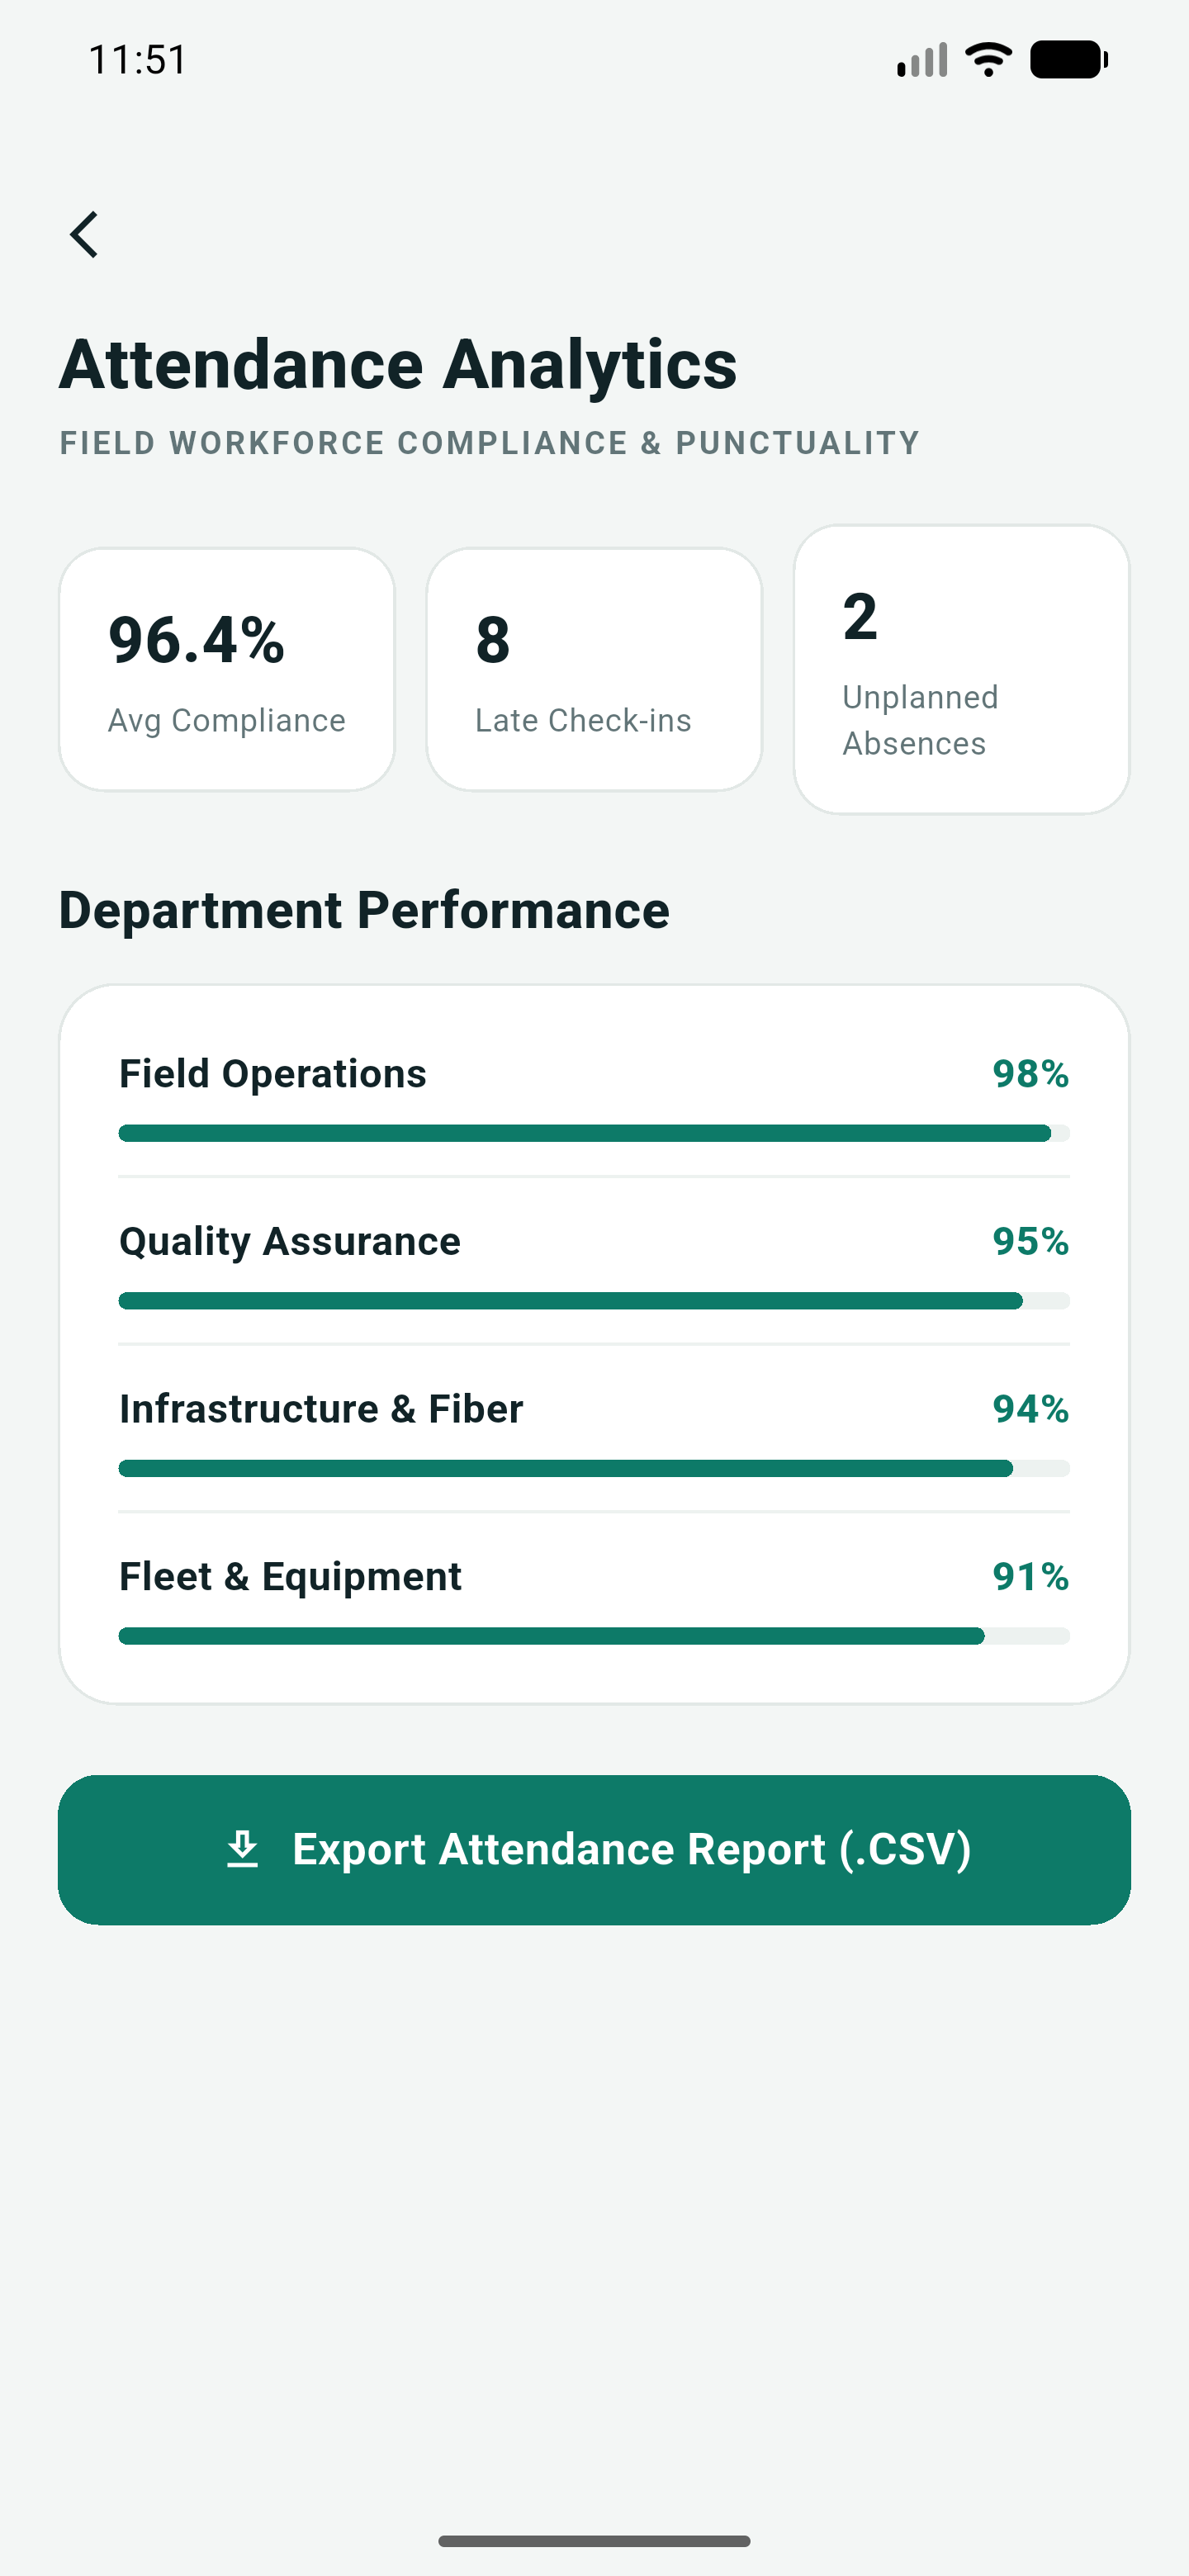 11:51
Attendance Analytics
FIELD WORKFORCE COMPLIANCE & PUNCTUALITY
96.4%
Avg Compliance
8
Late Check-ins
2
Unplanned
Absences
Department Performance
Field Operations 98%
Quality Assurance 95%
Infrastructure & Fiber 94%
Fleet & Equipment 91%
Export Attendance Report (.CSV)